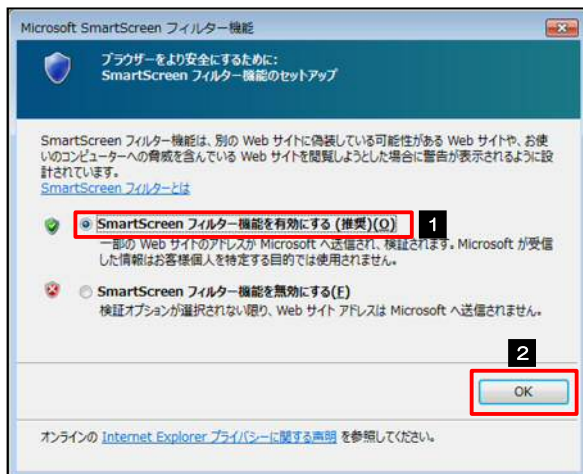 Microsoft SmartScreen フィルター機能
ブラウザーをより安全にするために:
SmartScreen フィルター機能のセットアップ
SmartScreen フィルター機能は、別の Web サイトに偽装している可能性がある Web サイトや、お使
いのコンピューターへの脅威を含んでいる Web サイトを閲覧しようとした場合に警告が表示されるように設
計されています。
SmartScreen フィルターとは
SmartScreen フィルター機能を有効にする (推奨)(O) 1
一部の Web サイトのアドレスが Microsoft へ送信され、検証されます。Microsoft が受信
した情報はお客様個人を特定する目的では使用されません。
SmartScreen フィルター機能を無効にする(F)
検証オプションが選択されない限り、Web サイト アドレスは Microsoft へ送信されません。
2
OK
オンラインの Internet Explorer プライバシーに関する声明 を参照してください。